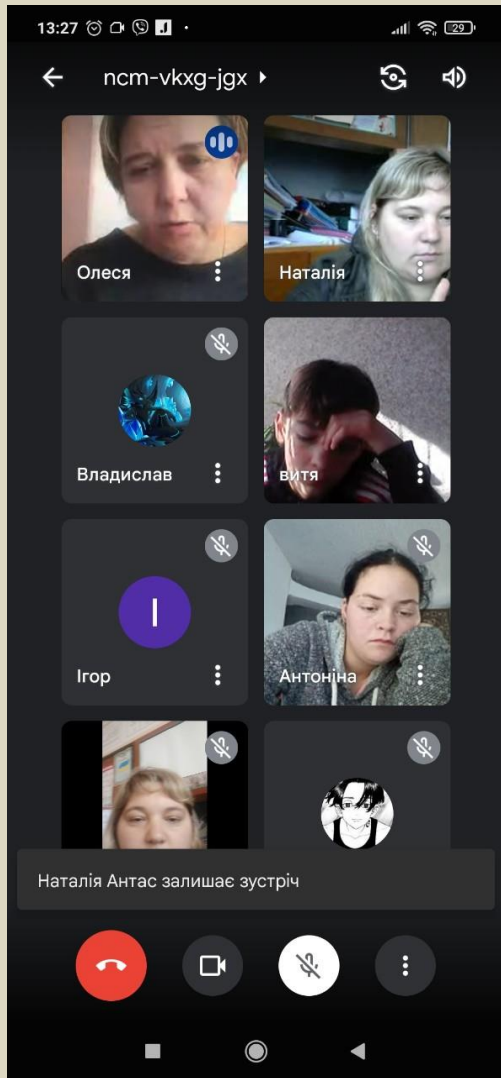 13:27
29
ncm-vkxg-jgx
Олеся
Наталія
Владислав
витя
І
Ігор
Антоніна
Наталія Антас залишає зустріч